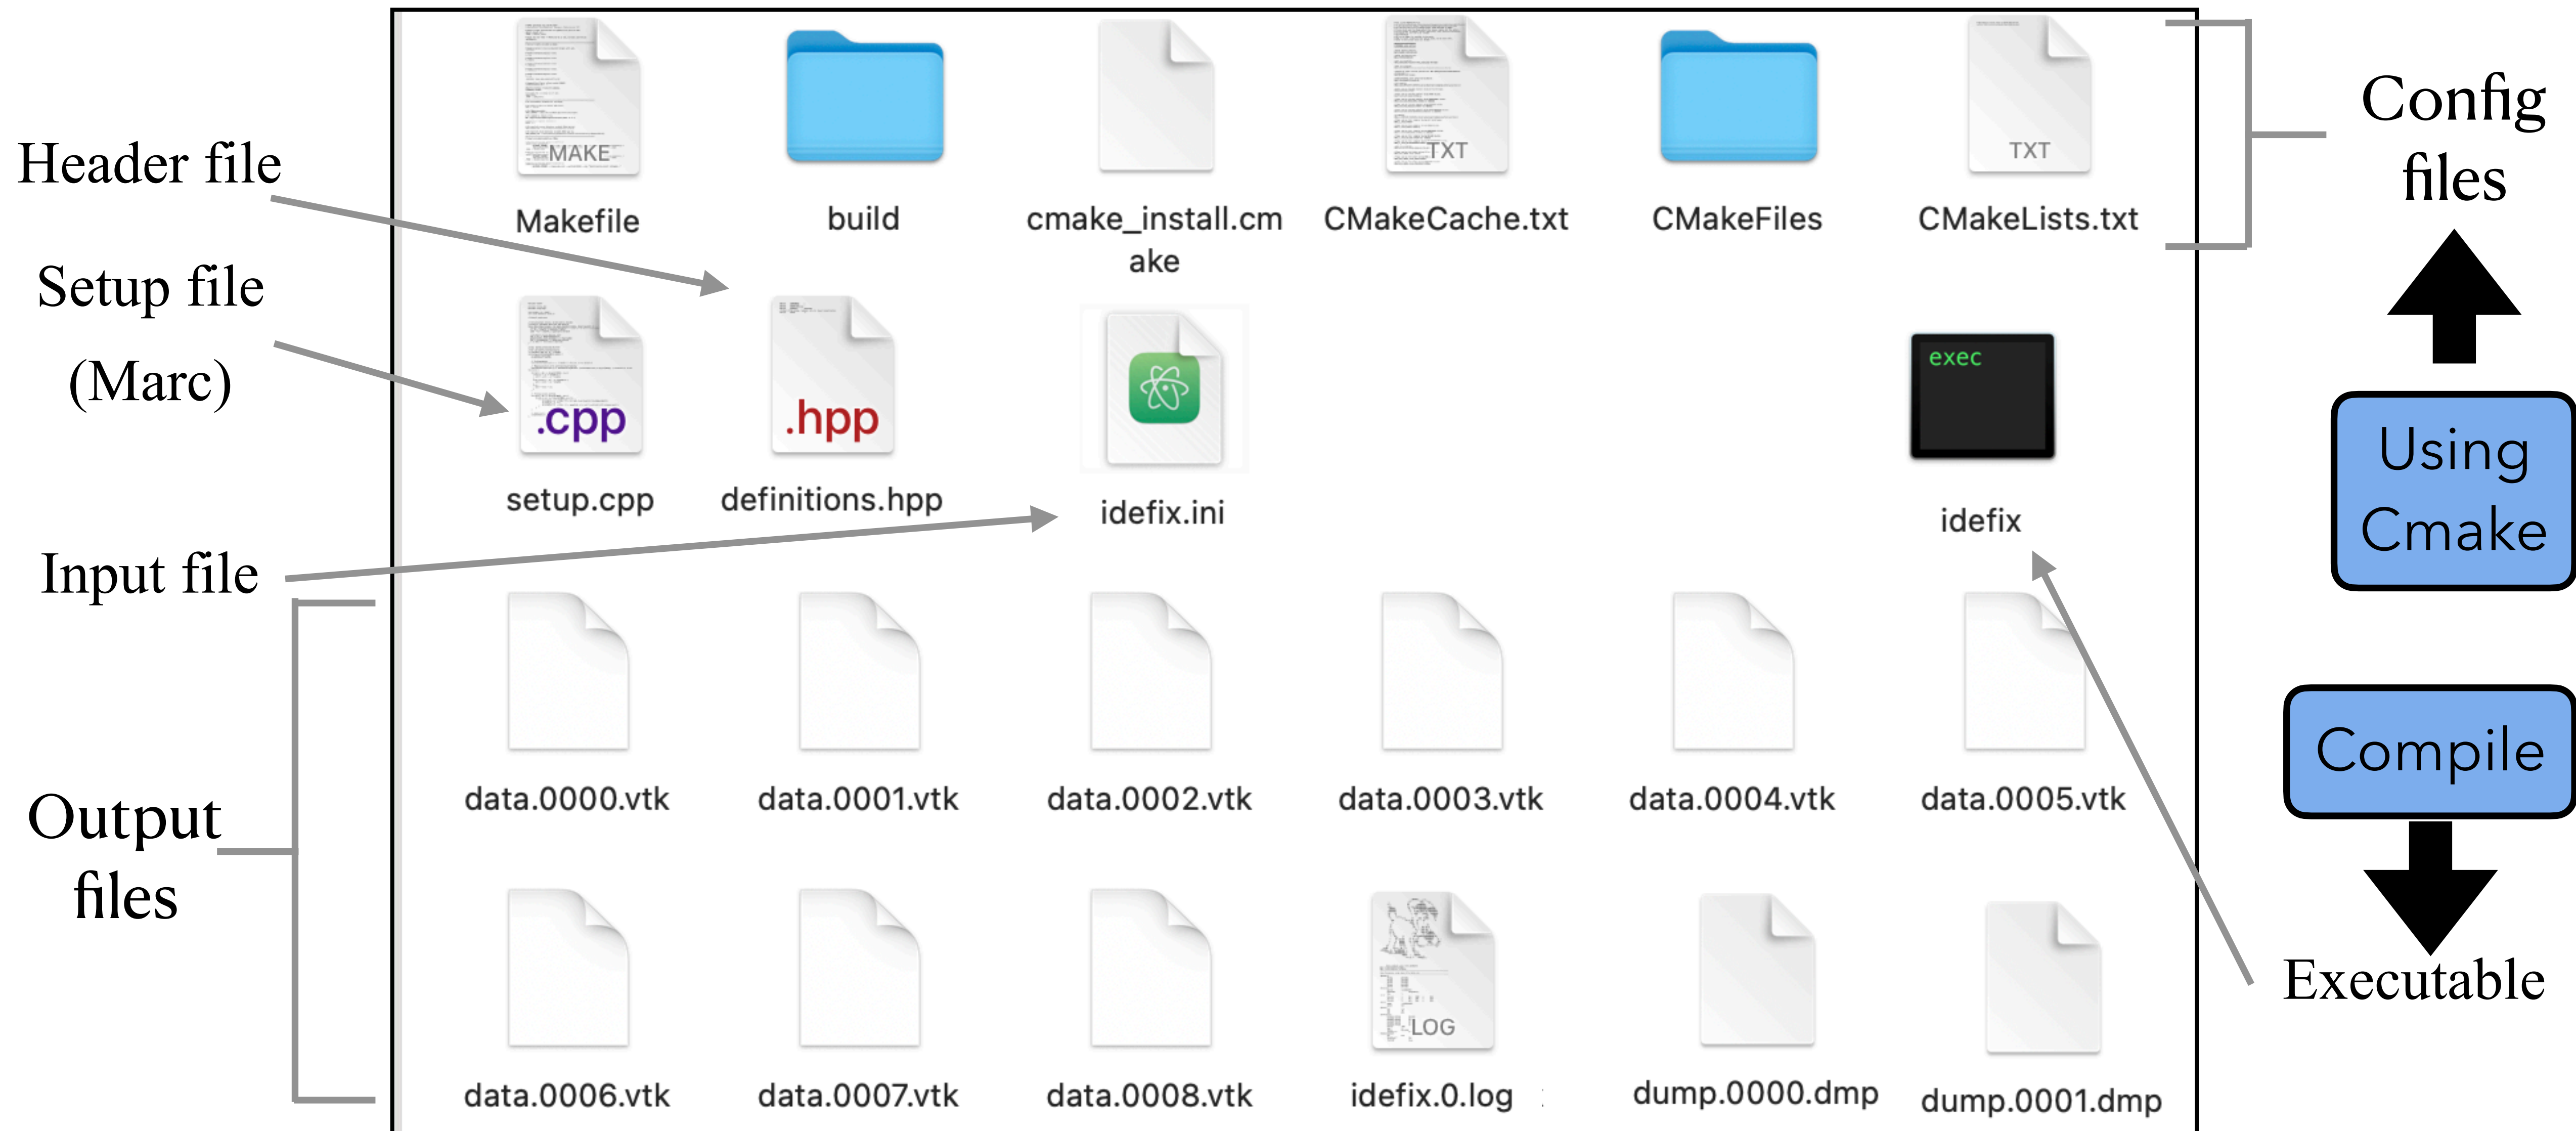 Header file
Setup file
(Marc)
Input file
Output
files
MAKE
Makefile
build
cmake_install.cm
ake
TXT
CMakeCache.txt
CMakeFiles
TXT
CMakeLists.txt
.cpp
setup.cpp
.hpp
definitions.hpp
idefix.ini
exec
idefix
data.0000.vtk
data.0001.vtk
data.0002.vtk
data.0003.vtk
data.0004.vtk
data.0005.vtk
data.0006.vtk
data.0007.vtk
data.0008.vtk
LOG
idefix.0.log
dump.0000.dmp
dump.0001.dmp
Config
files
Using
Cmake
Compile
Executable